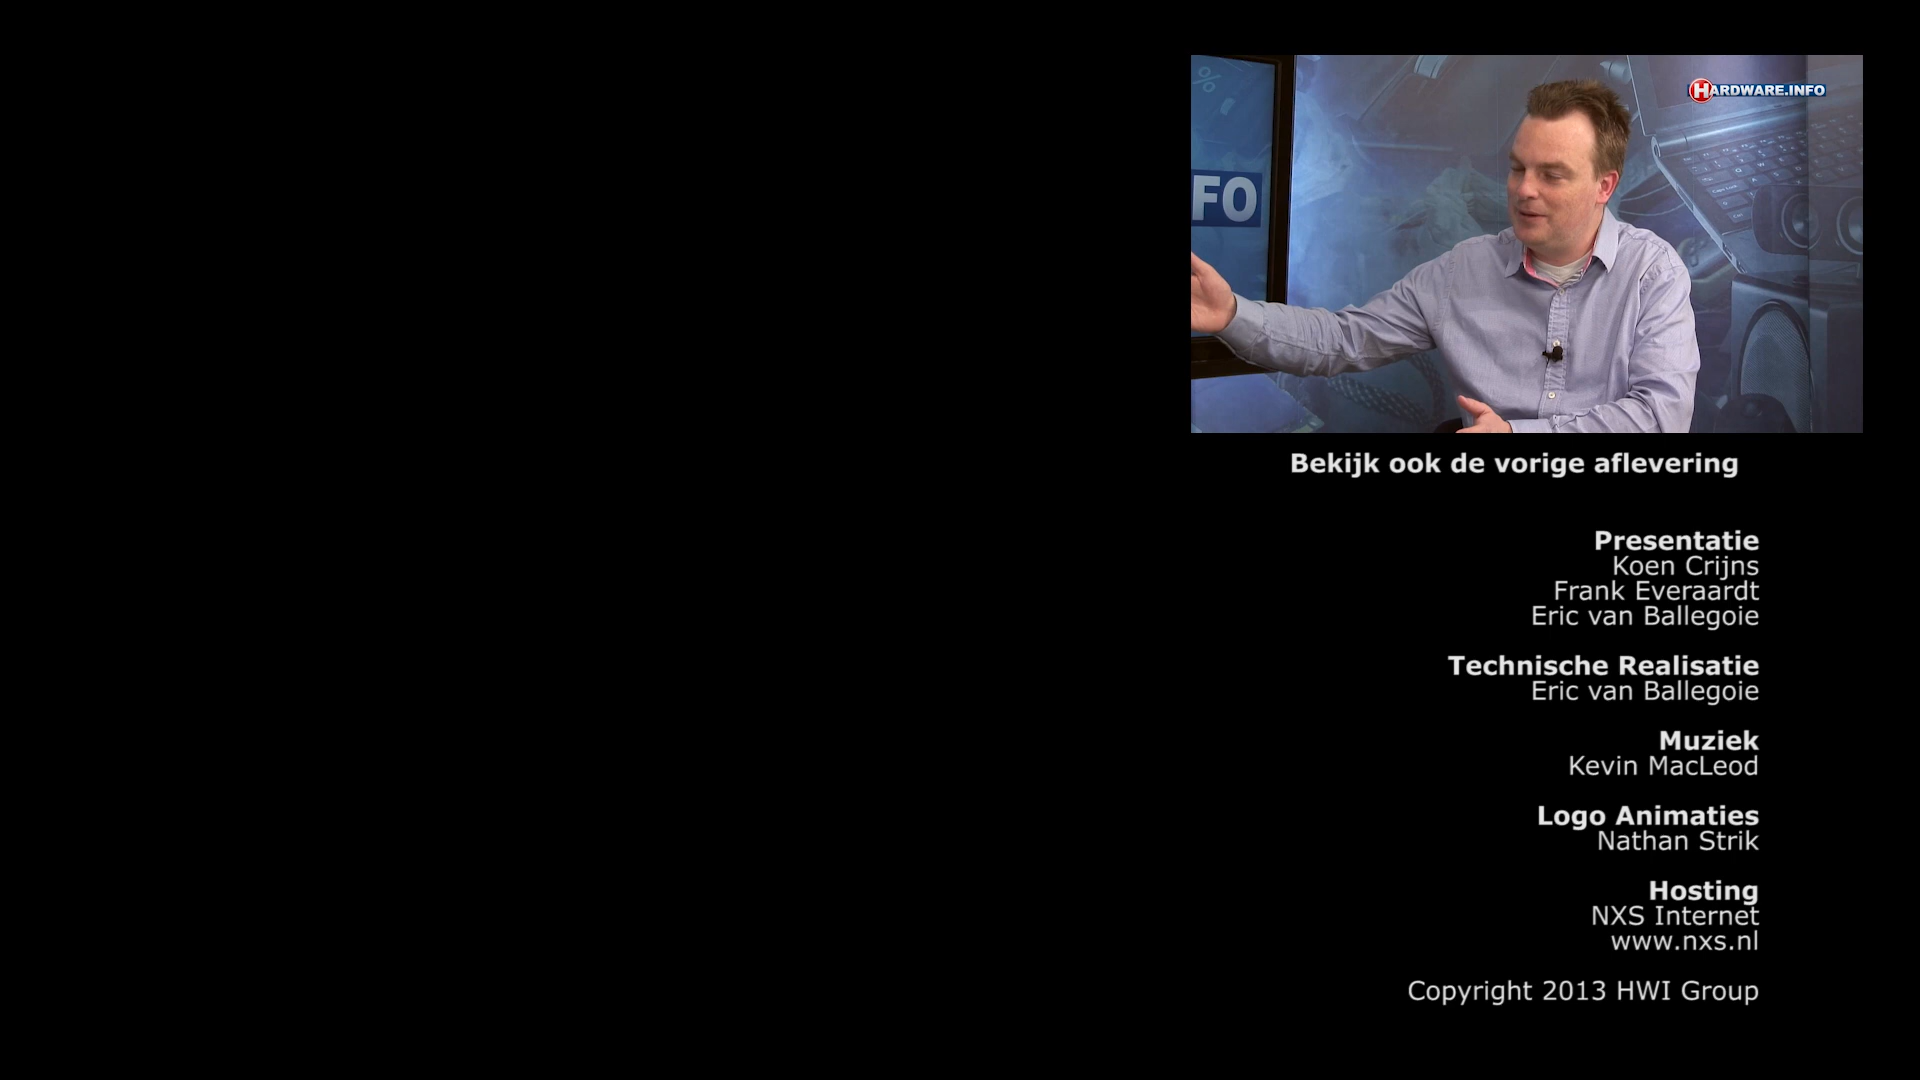 HARDWARE.INFO
FO
Bekijk ook de vorige aflevering
Presentatie
Koen Crijns
Frank Everaardt
Eric van Ballegoie
Technische Realisatie
Eric van Ballegoie
Muziek
Kevin MacLeod
Logo Animaties
Nathan Strik
Hosting
NXS Internet
www.nxs.nl
Copyright 2013 HWI Group